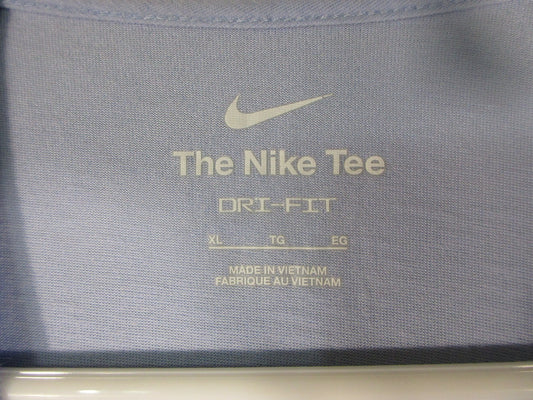 The Nike Tee
DRI-FIT
XL TG EG
MADE IN VIETNAM
FABRIQUE AU VIETNAM